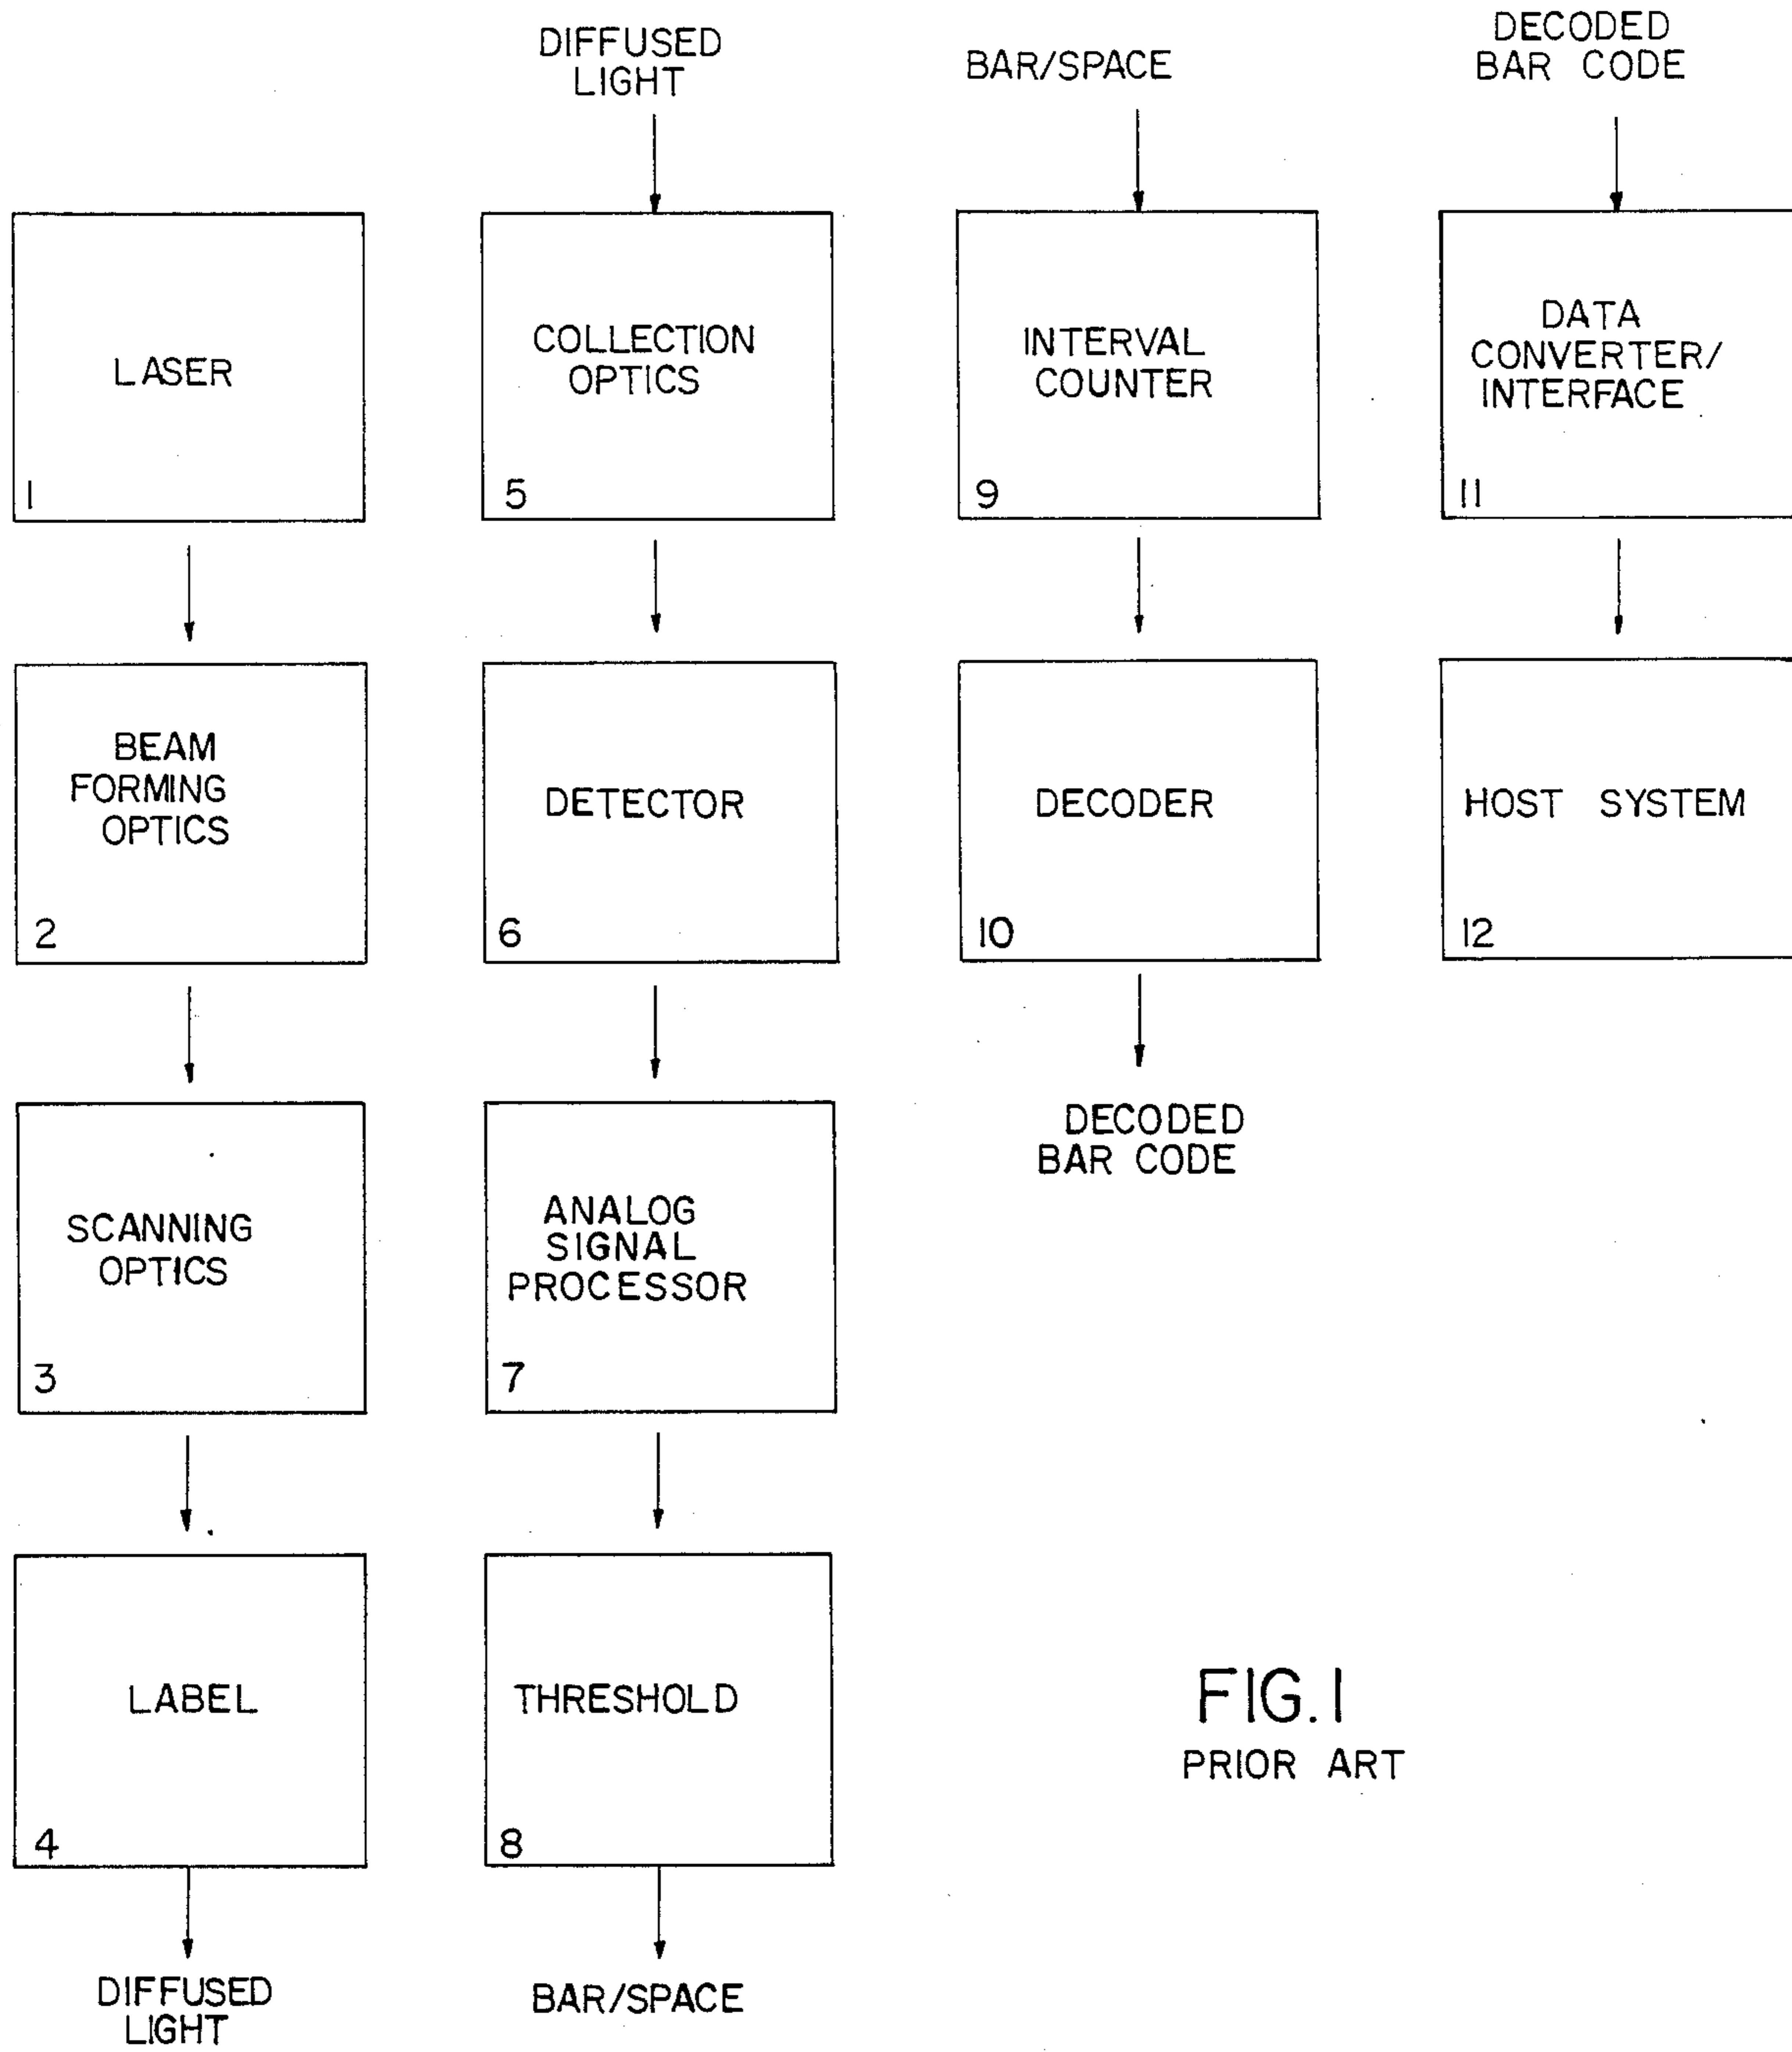 LASER
1
BEAM
FORMING
OPTICS
2
SCANNING
OPTICS
3
LABEL
4
DIFFUSED
LIGHT
DIFFUSED
LIGHT
COLLECTION
OPTICS
5
DETECTOR
6
ANALOG
SIGNAL
PROCESSOR
7
THRESHOLD
8
BAR/SPACE
BAR/SPACE
INTERVAL
COUNTER
9
DECODER
10
DECODED
BAR CODE
DECODED
BAR CODE
DATA
CONVERTER/
INTERFACE
11
HOST SYSTEM
12
FIG.1
PRIOR ART